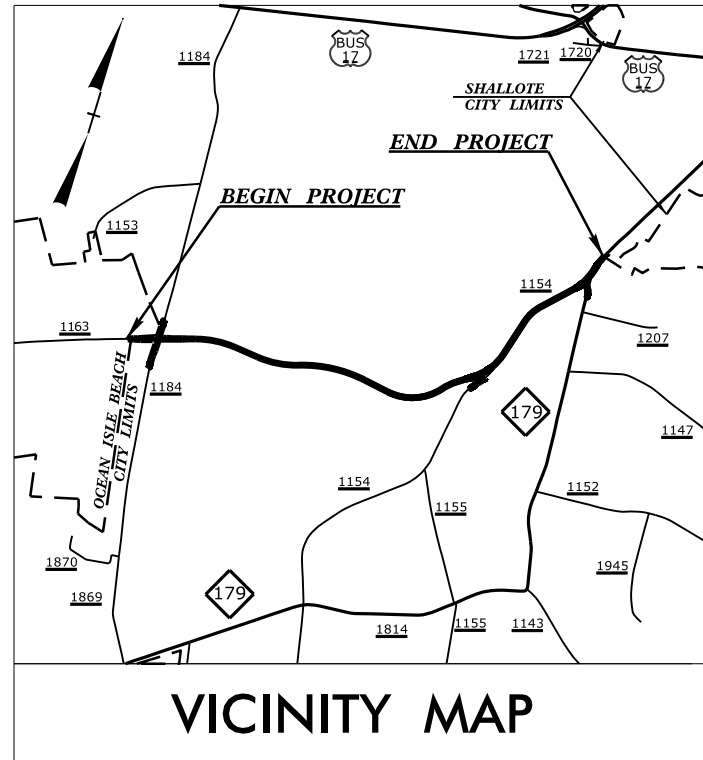 BUS
17
1184
1721
1720
BUS
17
SHALLOTE
CITY LIMITS
END PROJECT
BEGIN PROJECT
1153
1154
1163
1207
OCEAN ISLE BEACH
CITY LIMITS
1184
179
1147
1154
1152
1155
1870
1945
179
1869
1814
1155
1143
VICINITY MAP